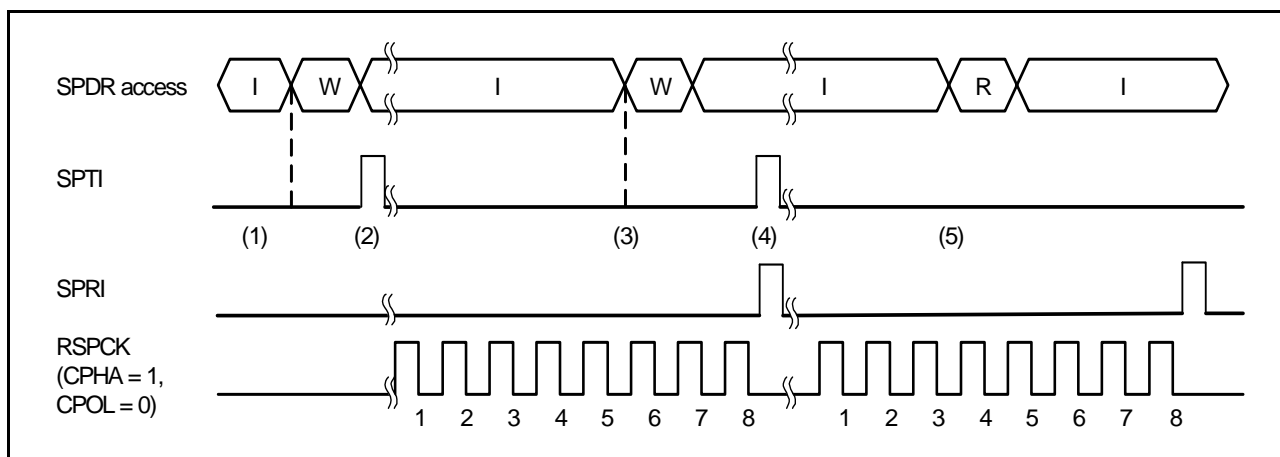 SPDR access I W I W I R I
SPTI
(1) (2) (3) (4) (5)
SPRI
RSPCK
(CPHA = 1,
CPOL = 0)
1 2 3 4 5 6 7 8 1 2 3 4 5 6 7 8